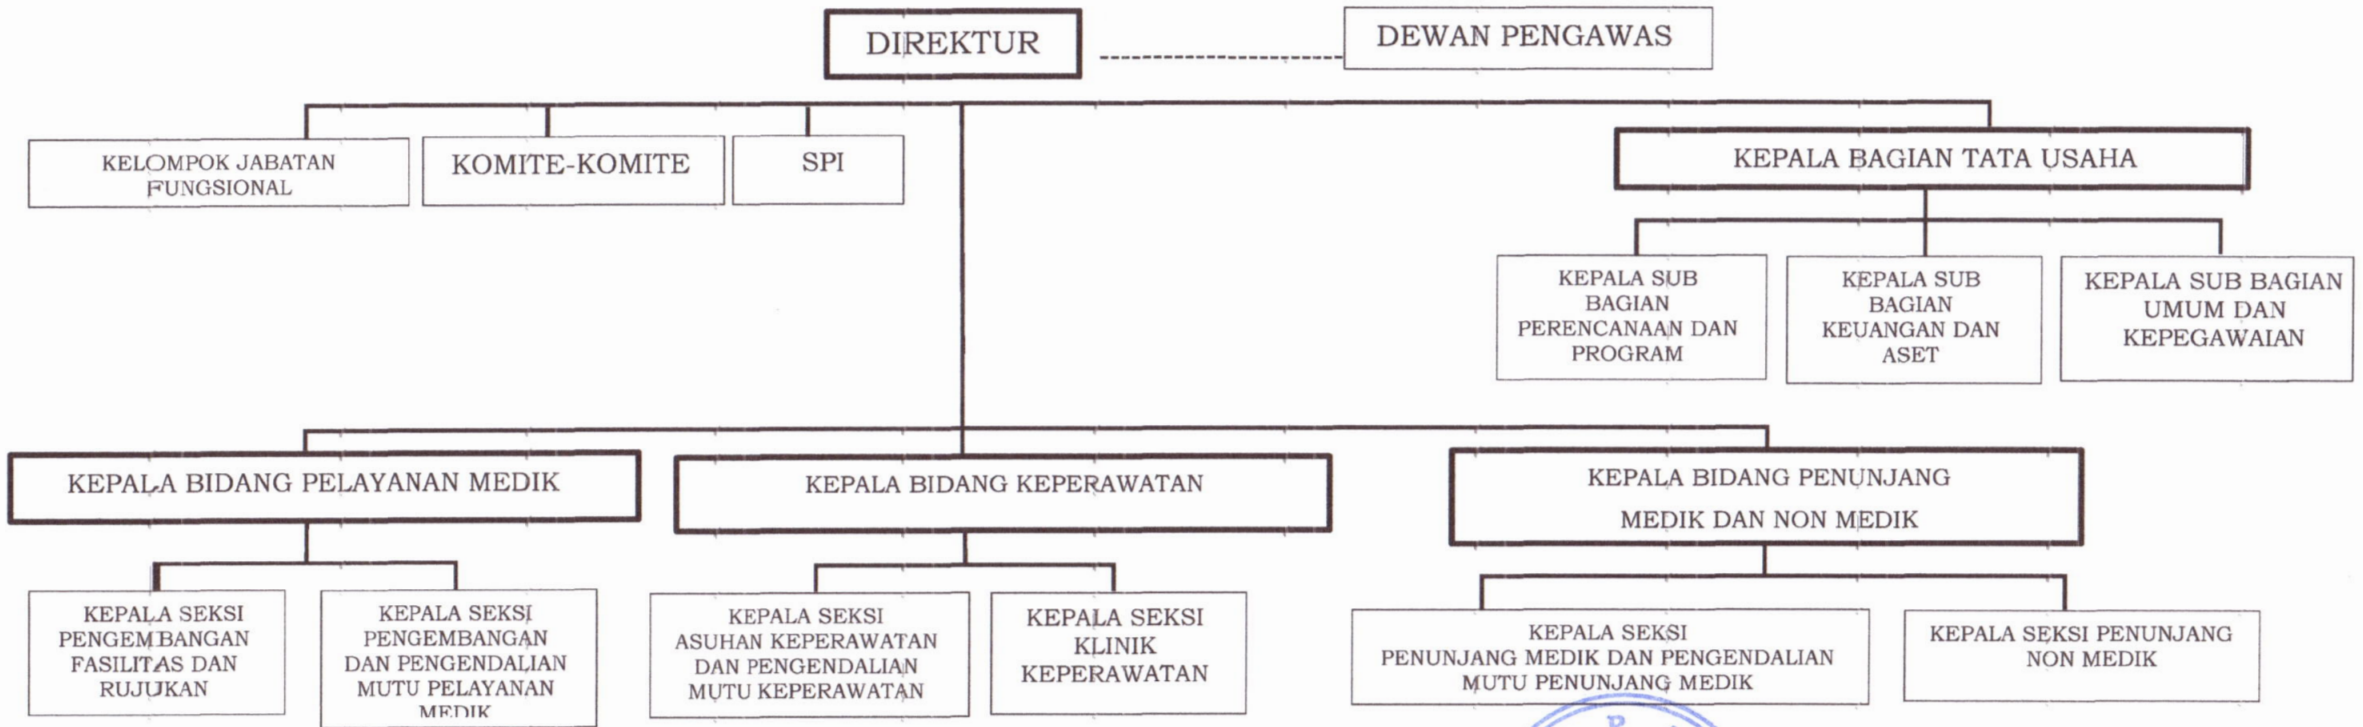 DIREKTUR
DEWAN PENGAWAS
KELOMPOK JABATAN
FUNGSIONAL
KOMITE-KOMITE
SPI
KEPALA BAGIAN TATA USAHA
KEPALA SUB
BAGIAN
PERENCANAAN DAN
PROGRAM
KEPALA SUB
BAGIAN
KEUANGAN DAN
ASET
KEPALA SUB BAGIAN
UMUM DAN
KEPEGAWAIAN
KEPALA BIDANG PELAYANAN MEDIK
KEPALA BIDANG KEPERAWATAN
KEPALA BIDANG PENUNJANG
MEDIK DAN NON MEDIK
KEPALA SEKSI
PENGEMBANGAN
FASILITAS DAN
RUJUKAN
KEPALA SEKSI
PENGEMBANGAN
DAN PENGENDALIAN
MUTU PELAYANAN
MEDIK
KEPALA SEKSI
ASUHAN KEPERAWATAN
DAN PENGENDALIAN
MUTU KEPERAWATAN
KEPALA SEKSI
KLINIK
KEPERAWATAN
KEPALA SEKSI
PENUNJANG MEDIK DAN PENGENDALIAN
MUTU PENUNJANG MEDIK
KEPALA SEKSI PENUNJANG
NON MEDIK